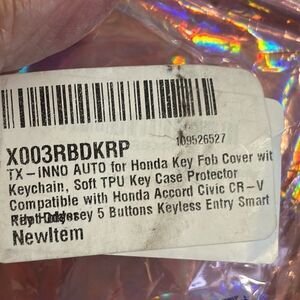 109526527
X003RBDKRP
TX-INNO AUTO for Honda Key Fob Cover wit
Keychain, Soft TPU Key Case Protector
Compatible with Honda Accord Civic CR-V
Odyssey 5 Buttons Keyless Entry Smart
NewItem